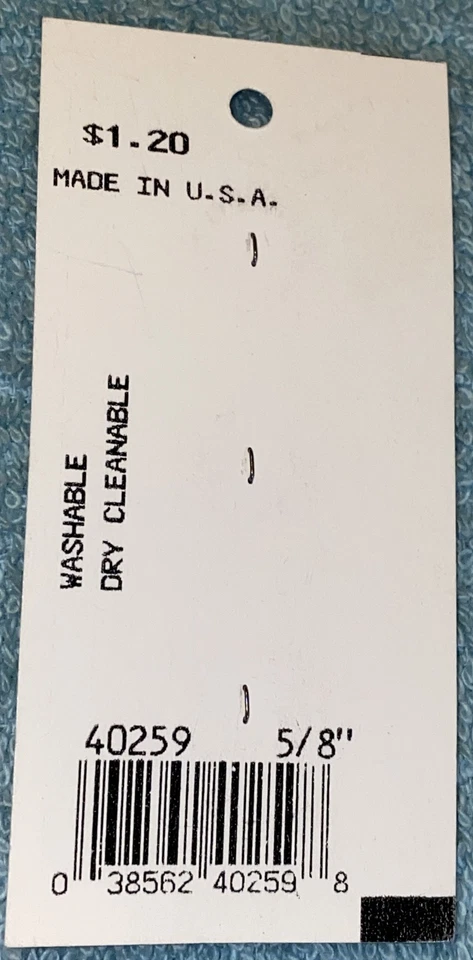 $1.20
MADE IN U.S.A.
WASHABLE
DRY CLEANABLE
40259 5/8"
0 38562 40259 8